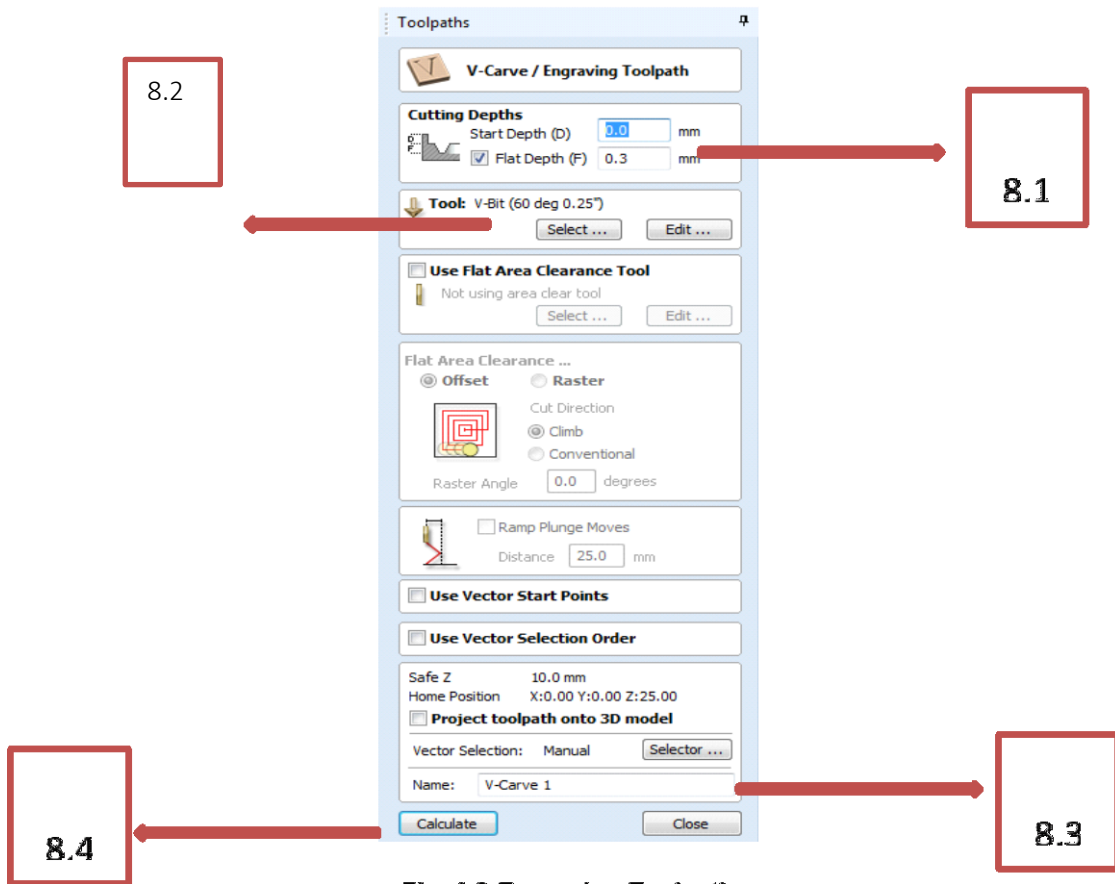 Toolpaths
V-Carve / Engraving Toolpath
8.2
Cutting Depths
Start Depth (D) 0.0 mm
Flat Depth (F) 0.3 mm
8.1
Tool: V-Bit (60 deg 0.25")
Select ... Edit ...
Use Flat Area Clearance Tool
Not using area clear tool
Select ... Edit ...
Flat Area Clearance ...
Offset Raster
Cut Direction
Climb
Conventional
Raster Angle 0.0 degrees
Ramp Plunge Moves
Distance 25.0 mm
Use Vector Start Points
Use Vector Selection Order
Safe Z 10.0 mm
Home Position X:0.00 Y:0.00 Z:25.00
Project toolpath onto 3D model
Vector Selection: Manual Selector ...
Name: V-Carve 1
Calculate Close
8.3
8.4